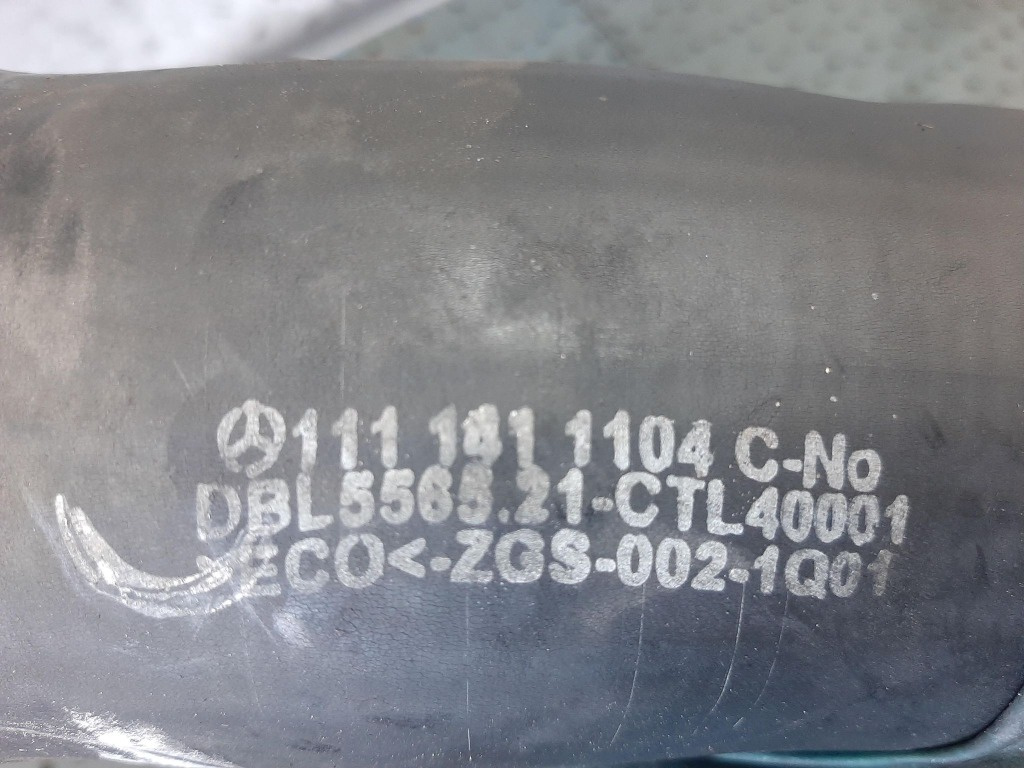 111 141 1104 C-No
DBL5565.21-CTL40001
>ECO<-ZGS-002-1Q01